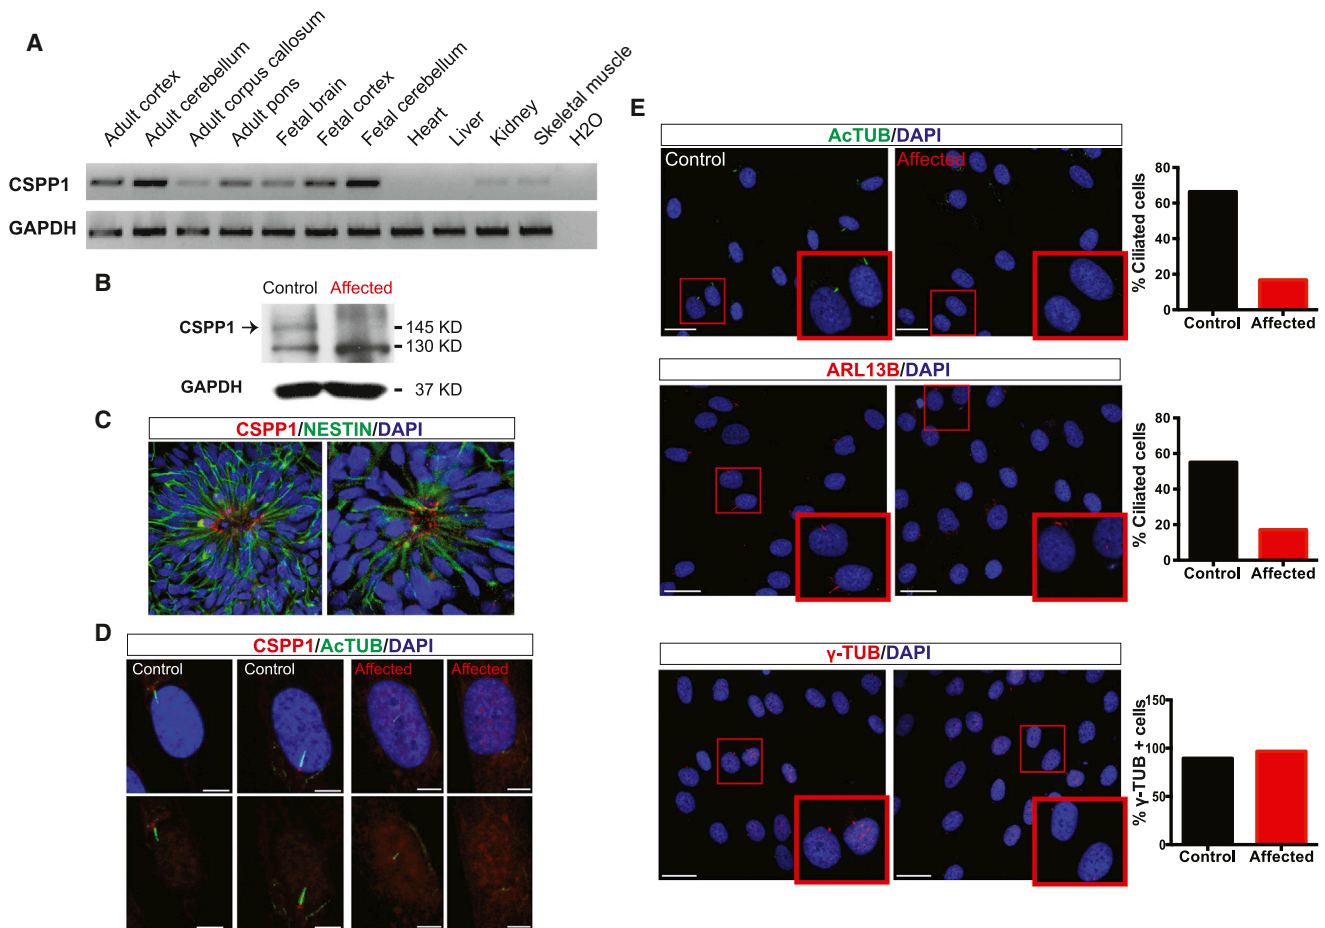 A
Adult cortex
Adult cerebellum
Adult corpus callosum
Adult pons
Fetal brain
Fetal cortex
Fetal cerebellum
Heart
Liver
Kidney
Skeletal muscle
H2O
CSPP1
GAPDH
B
Control Affected
CSPP1
145 KD
130 KD
GAPDH
37 KD
C
CSPP1/NESTIN/DAPI
D
CSPP1/AcTUB/DAPI
Control Control Affected Affected
E
AcTUB/DAPI
Control Affected
% Ciliated cells
80
60
40
20
0
Control Affected
ARL13B/DAPI
% Ciliated cells
80
60
40
20
0
Control Affected
γ-TUB/DAPI
% γ-TUB + cells
150
100
50
0
Control Affected